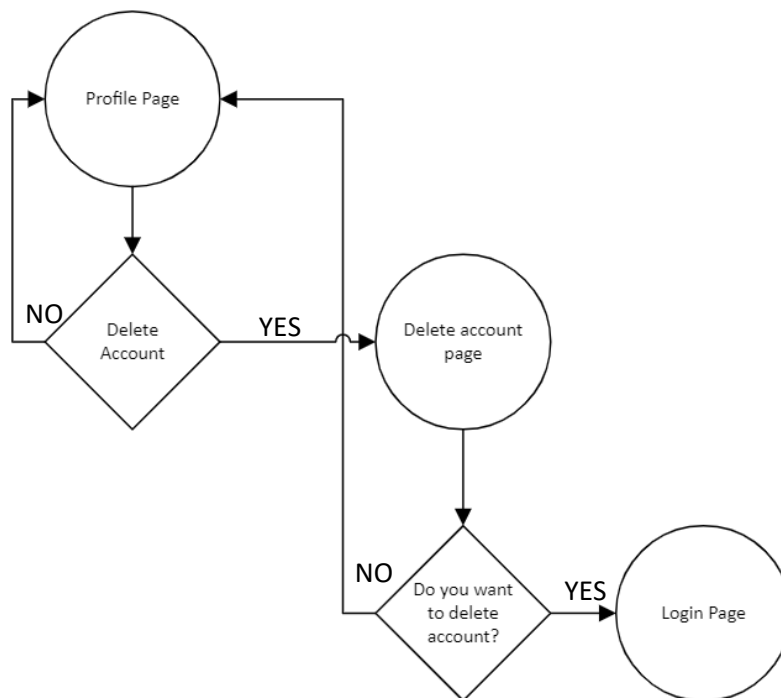 Profile Page
NO
Delete
Account
YES
Delete account
page
NO
Do you want
to delete
account?
YES
Login Page